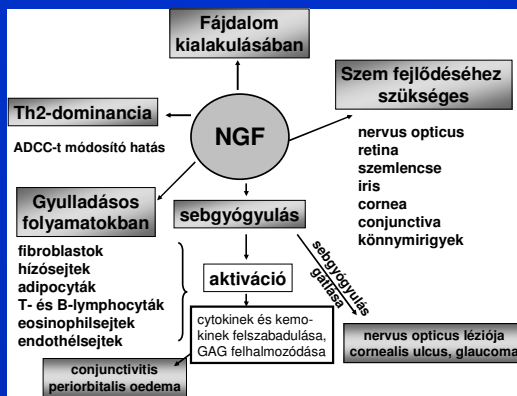 Fájdalom
kialakulásában
Szem fejlődéséhez
szükséges
Th2-dominancia
ADCC-t módosító hatás
NGF
nervus opticus
retina
szemlencse
iris
cornea
conjunctiva
könnymirigyek
Gyulladásos
folyamatokban
fibroblastok
hízósejtek
adipocyták
T- és B-lymphocyták
eosinophilsejtek
endothélsejtek
sebgyógyulás
aktiváció
sebgyógyulás
gátlása
cytokinek és kemo-
kinek felszabadulása,
GAG felhalmozódása
nervus opticus léziója
cornealis ulcus, glaucoma
conjunctivitis
periorbitalis oedema